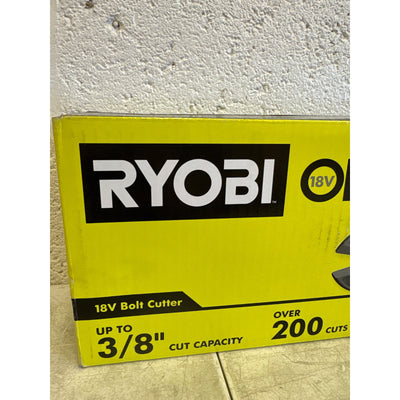 RYOBI
18V
18V Bolt Cutter
UP TO
3/8" CUT CAPACITY
OVER
200 CUTS